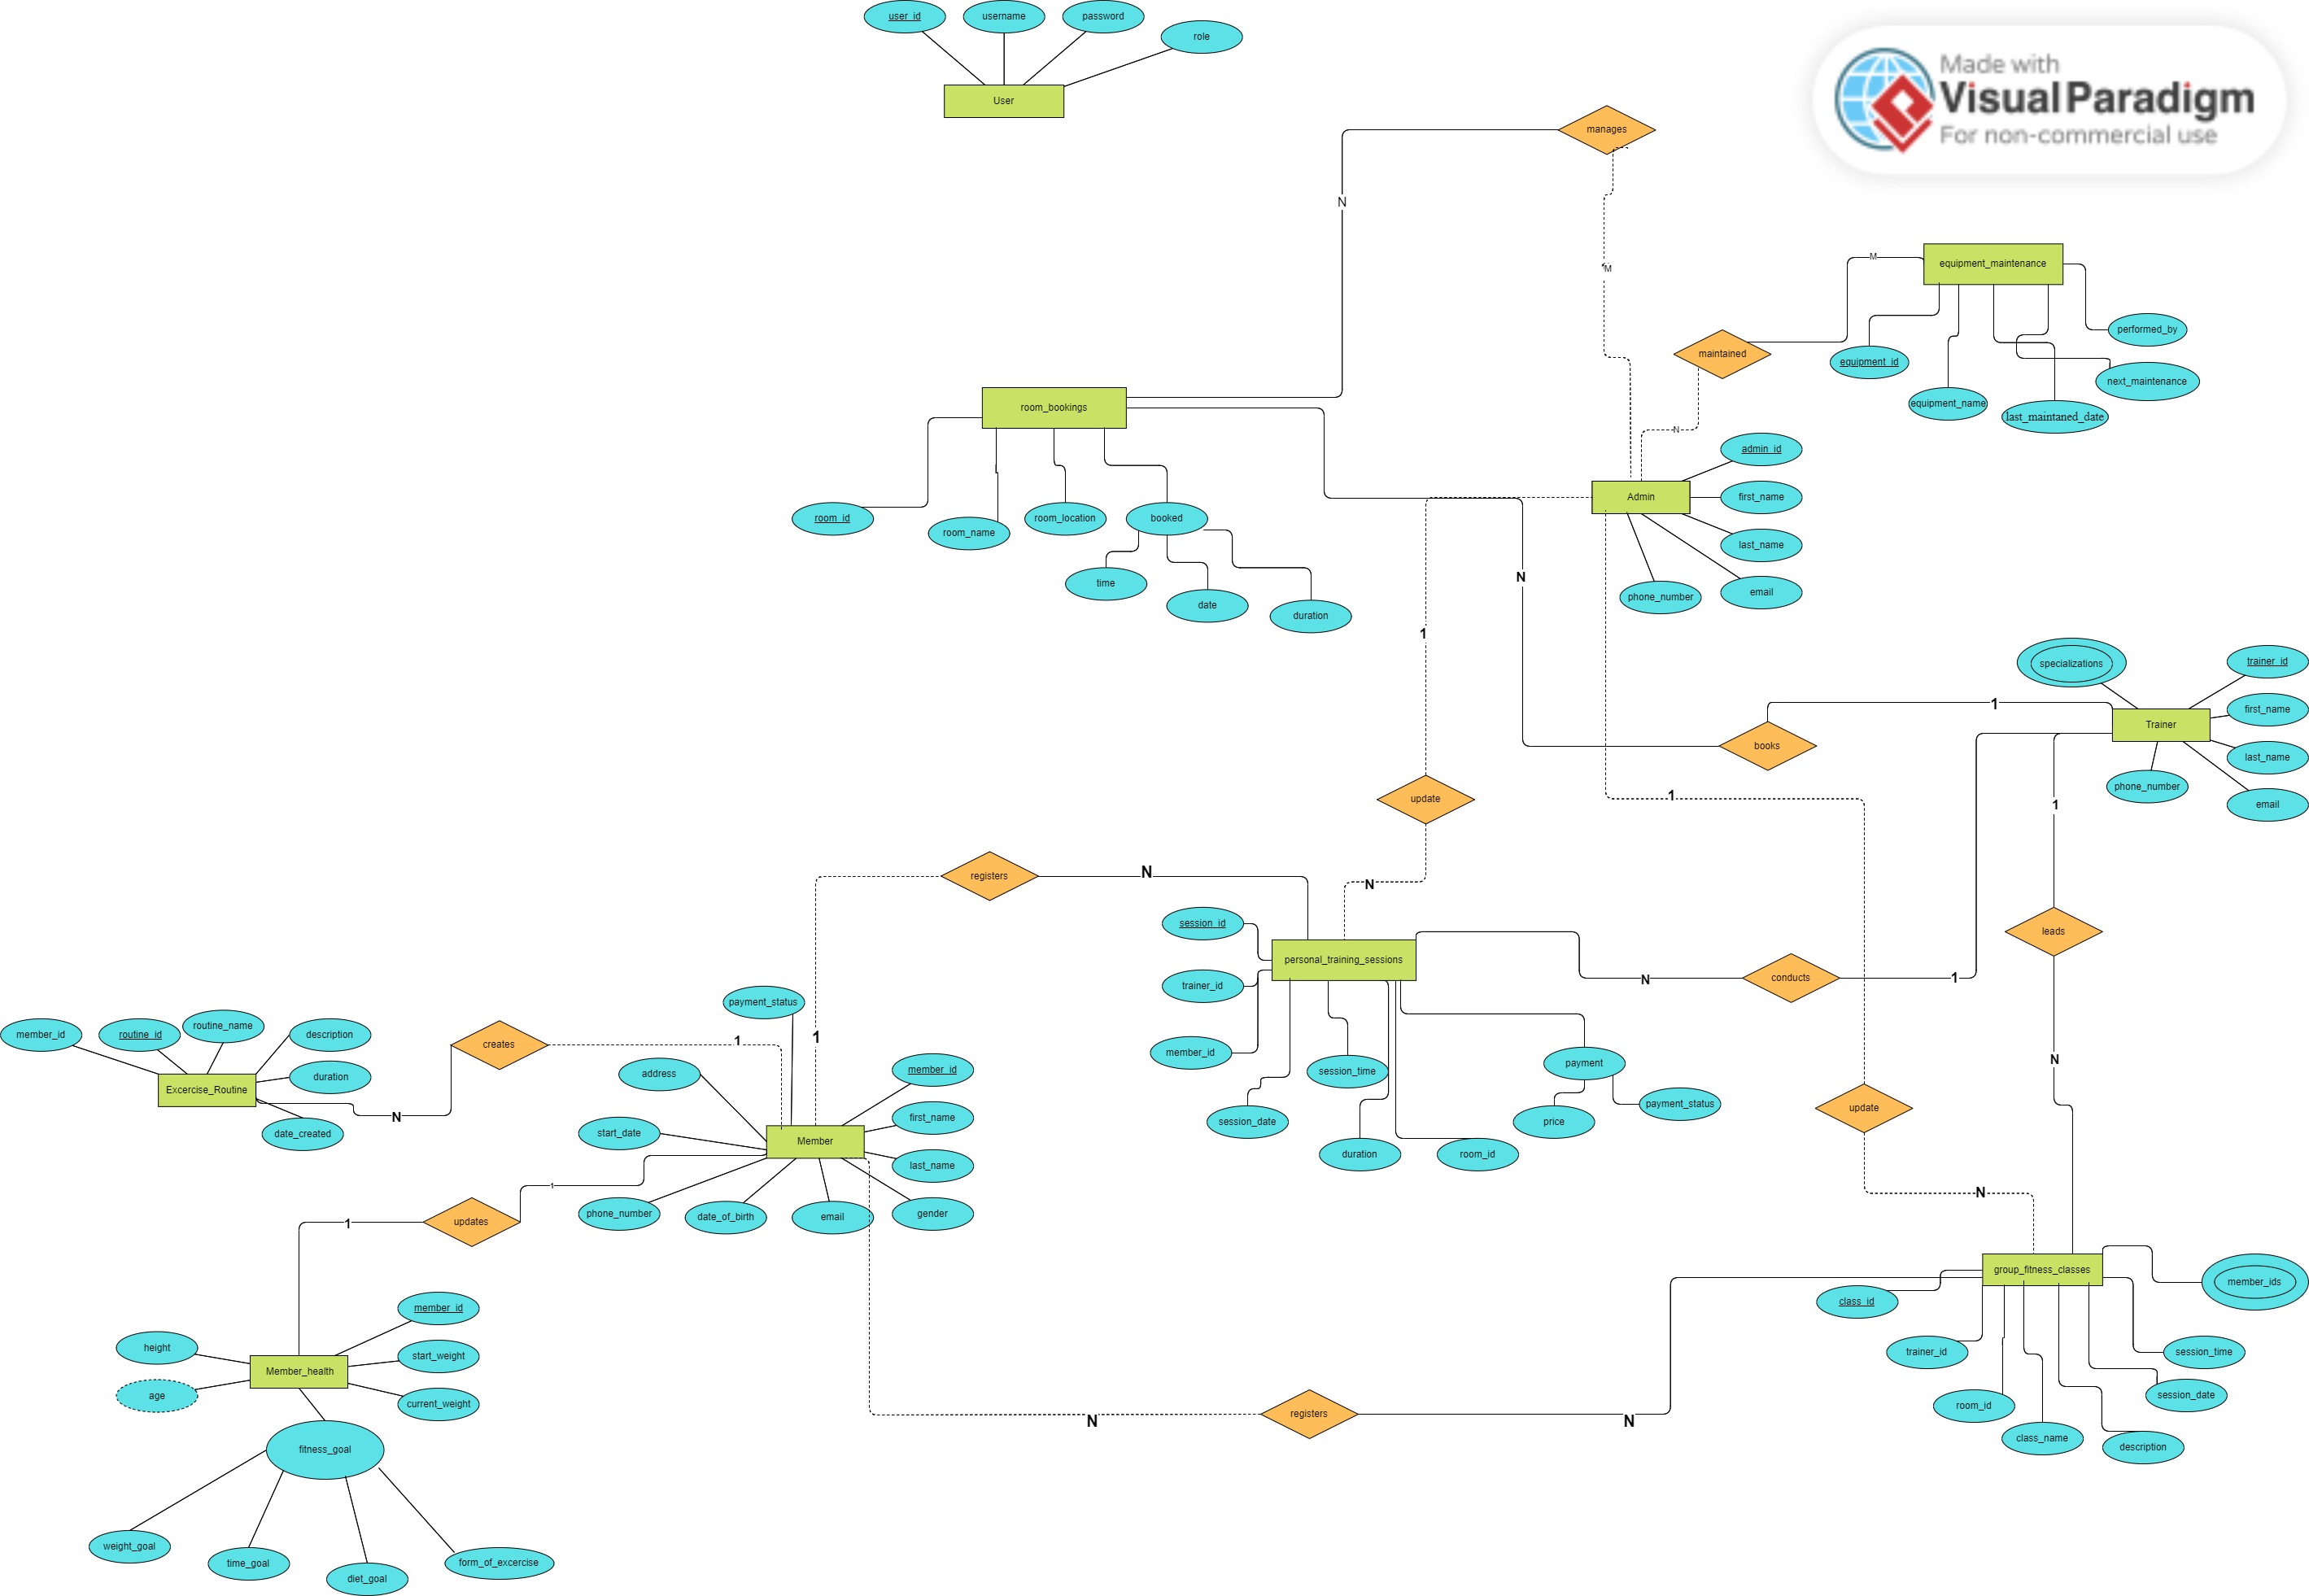 user_id
username
password
role
User
Made with
Visual Paradigm
For non-commercial use
manages
N
M
equipment_maintenance
M
performed_by
maintained
equipment_id
next_maintenance
equipment_name
last_maintaned_date
N
room_bookings
room_id
room_name
room_location
booked
time
date
duration
Admin
admin_id
first_name
last_name
email
phone_number
N
1
specializations
trainer_id
first_name
last_name
email
phone_number
Trainer
1
books
update
1
1
registers
N
N
leads
session_id
personal_training_sessions
trainer_id
member_id
session_date
session_time
duration
room_id
payment
price
payment_status
N
conducts
1
update
N
N
payment_status
1
1
creates
member_id
routine_id
routine_name
description
duration
date_created
Excercise_Routine
N
address
start_date
Member
member_id
first_name
last_name
gender
email
date_of_birth
phone_number
1
updates
1
group_fitness_classes
member_ids
class_id
trainer_id
room_id
class_name
description
session_date
session_time
member_id
height
start_weight
Member_health
age
current_weight
fitness_goal
weight_goal
time_goal
diet_goal
form_of_excercise
N
registers
N